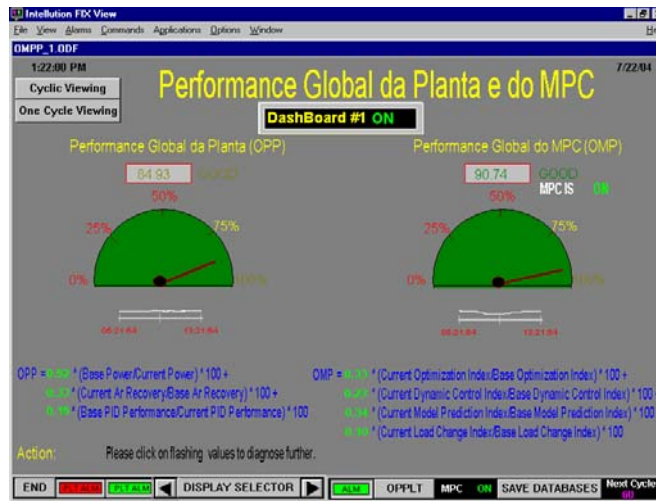 Intellution FIX View
File View Alarms Commands Applications Options Window He
OMPP_1.ODF
1:22:00 PM 7/22/04
Cyclic Viewing
One Cycle Viewing
Performance Global da Planta e do MPC
DashBoard #1 ON
Performance Global da Planta (OPP) Performance Global do MPC (OMP)
84.93 GOOD 90.74 GOOD
MPC IS ON
50% 50%
25% 75% 25% 75%
0% 100% 0% 100%
OPP = * (Base Power/Current Power) * 100 +
* (Current Ar Recovery/Base Ar Recovery) * 100 +
* (Base PID Performance/Current PID Performance) * 100
OMP = * (Current Optimization Index/Base Optimization Index) * 100 +
* (Current Dynamic Control Index/Base Dynamic Control Index) * 100 +
* (Current Model Prediction Index/Base Model Prediction Index) * 100 +
* (Current Load Change Index/Base Load Change Index) * 100
Action: Please click on flashing values to diagnose further.
END PLT ALM PLT ALM DISPLAY SELECTOR ALM OPPLT MPC ON SAVE DATABASES Next Cycle
60